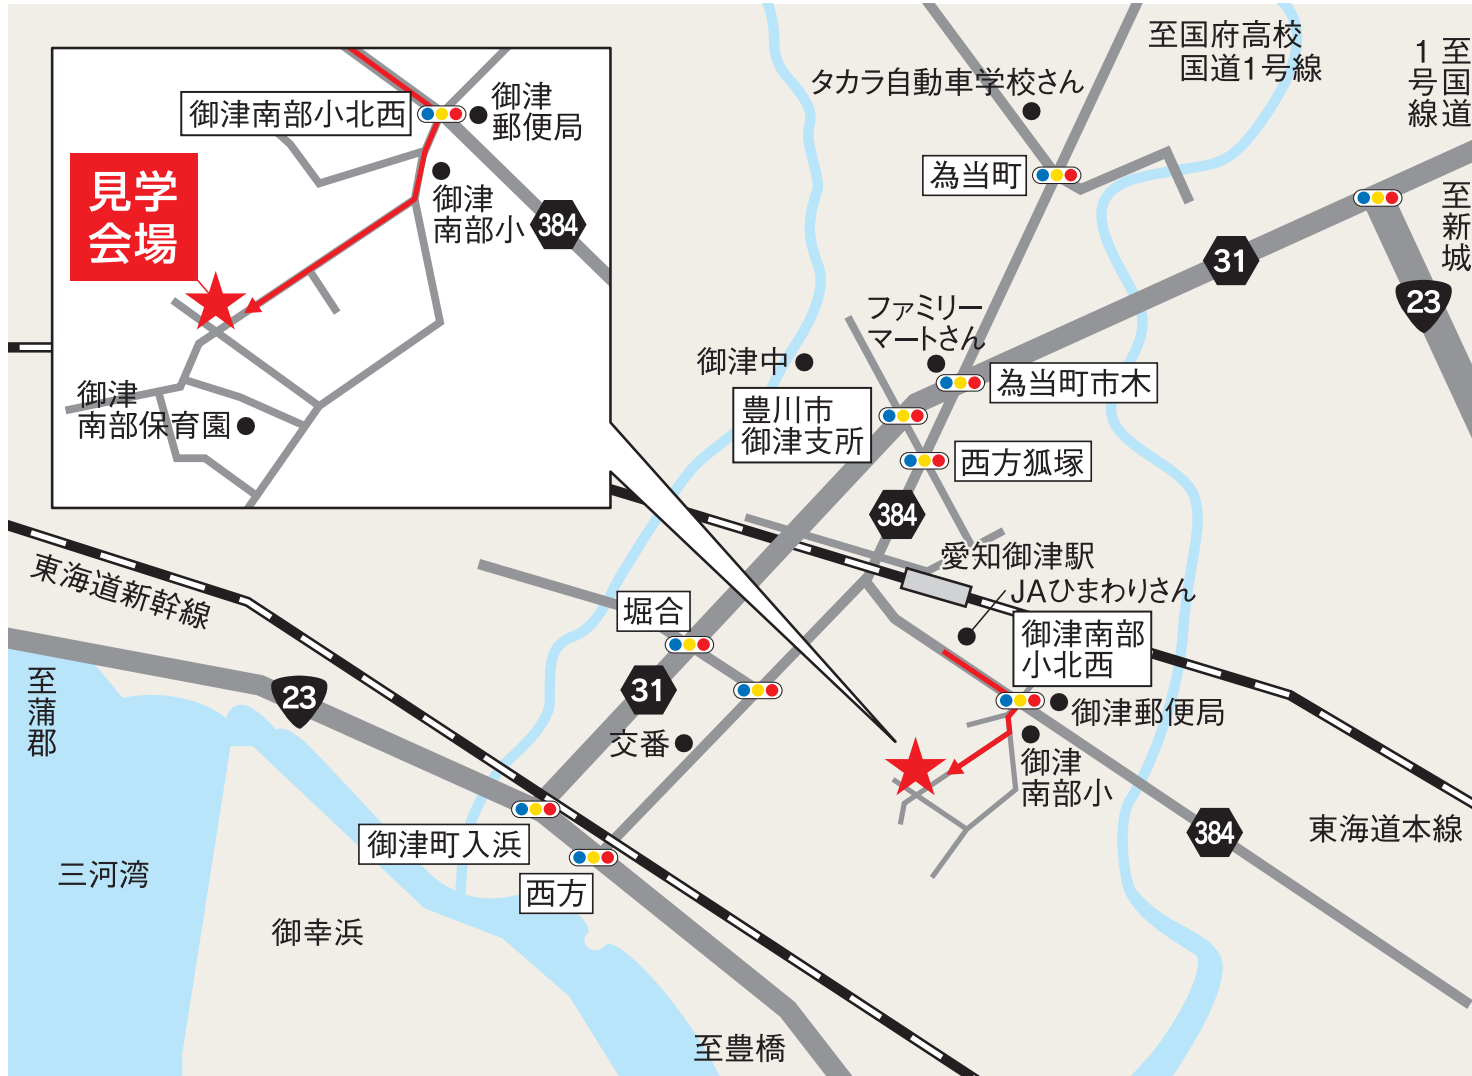 至国府高校
国道1号線
至国道
1号線
タカラ自動車学校さん
為当町
至新城
31
23
ファミリー
マートさん
御津中
為当町市木
豊川市
御津支所
西方狐塚
384
愛知御津駅
JAひまわりさん
御津南部
小北西
御津郵便局
御津
南部小
384
東海道本線
堀合
31
交番
東海道新幹線
至蒲郡
23
御津町入浜
西方
三河湾
御幸浜
至豊橋
御津南部小北西
御津
郵便局
見学
会場
御津
南部小
384
御津
南部保育園